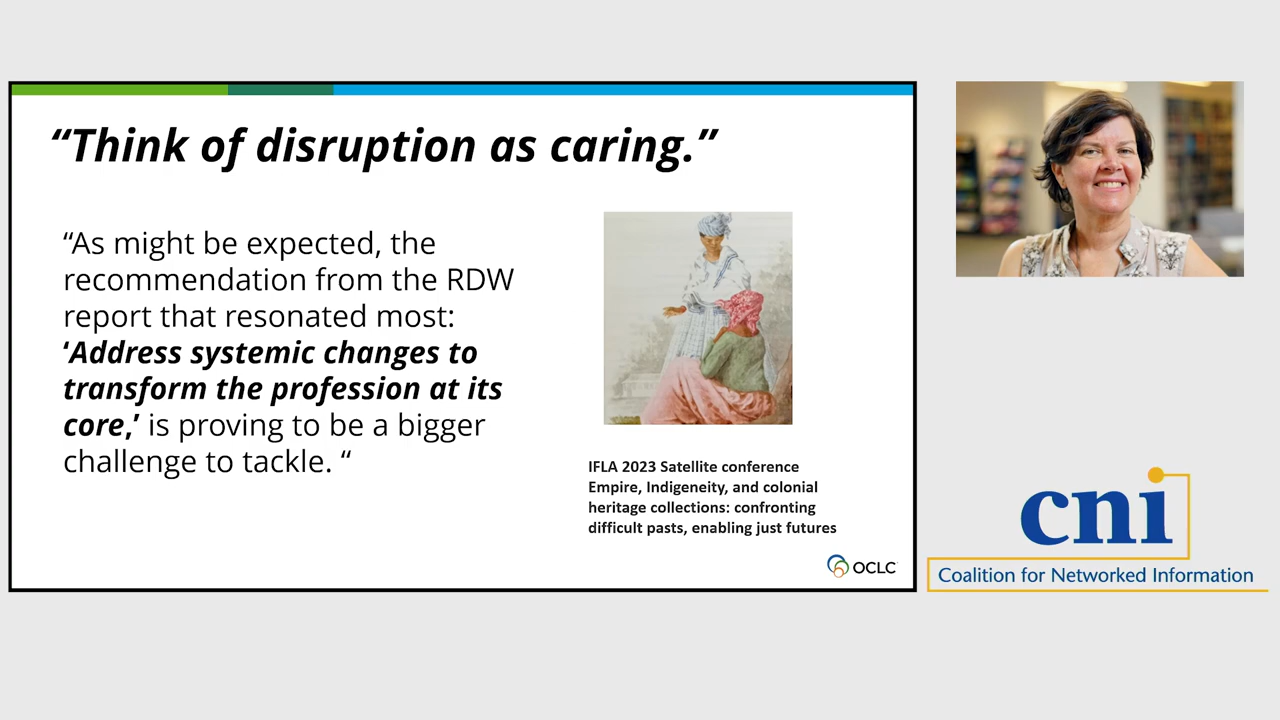 “Think of disruption as caring.”
“As might be expected, the
recommendation from the RDW
report that resonated most:
‘Address systemic changes to
transform the profession at its
core,’ is proving to be a bigger
challenge to tackle. “
IFLA 2023 Satellite conference
Empire, Indigeneity, and colonial
heritage collections: confronting
difficult pasts, enabling just futures
OCLC
cni
Coalition for Networked Information